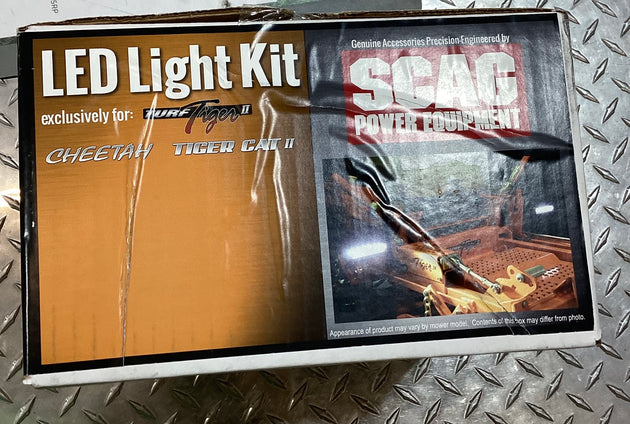 LED Light Kit
exclusively for: TURF Tiger II
CHEETAH TIGER CAT II
Genuine Accessories Precision-Engineered by
SCAG
POWER EQUIPMENT
Tiger
Appearance of product may vary by mower model. Contents of this box may differ from photo.